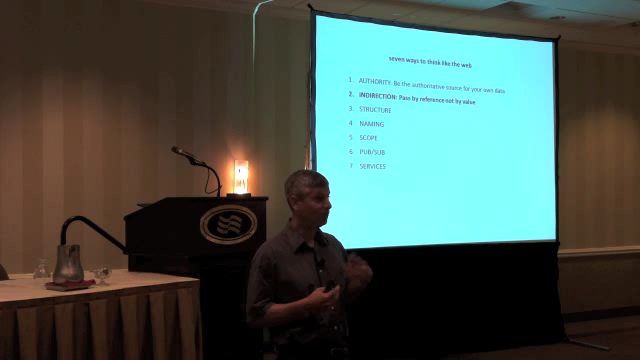 seven ways to think like the web
1. AUTHORITY: Be the authoritative source for your own data
2. INDIRECTION: Pass by reference not by value
3. STRUCTURE
4. NAMING
5. SCOPE
6. PUB/SUB
7. SERVICES